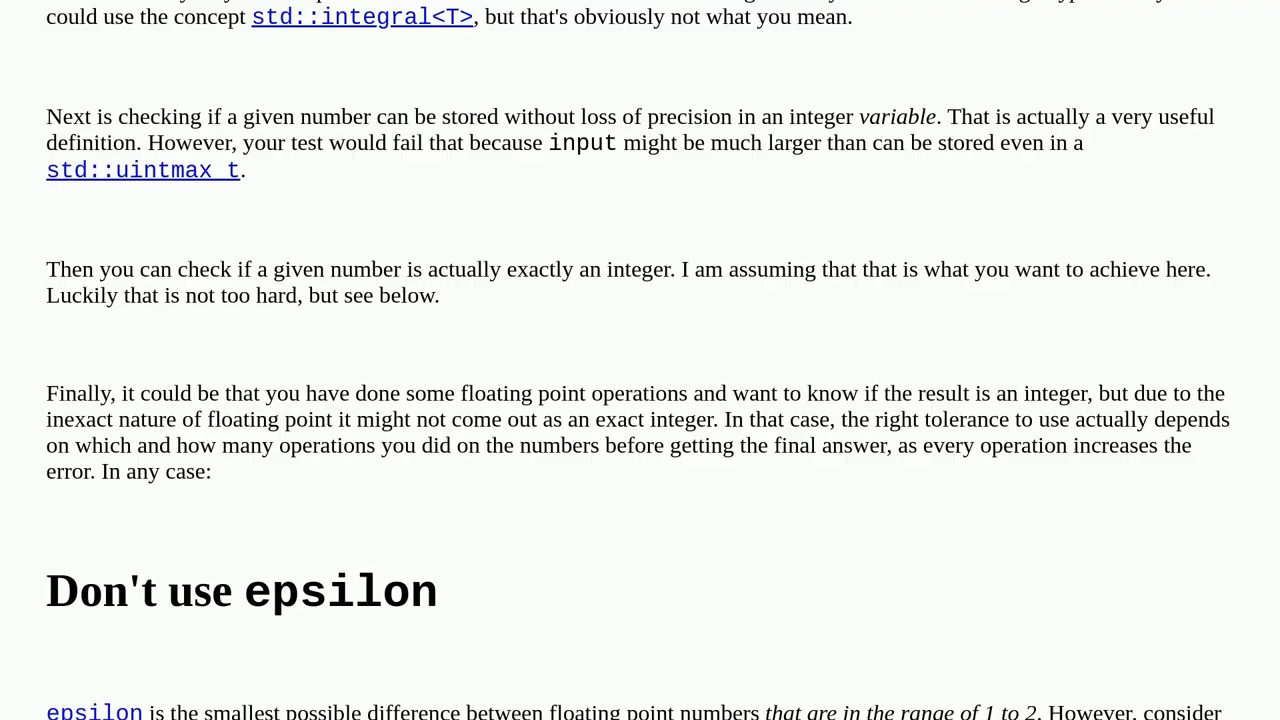 could use the concept std::integral<T>, but that's obviously not what you mean.
Next is checking if a given number can be stored without loss of precision in an integer variable. That is actually a very useful
definition. However, your test would fail that because input might be much larger than can be stored even in a
std::uintmax_t.
Then you can check if a given number is actually exactly an integer. I am assuming that that is what you want to achieve here.
Luckily that is not too hard, but see below.
Finally, it could be that you have done some floating point operations and want to know if the result is an integer, but due to the
inexact nature of floating point it might not come out as an exact integer. In that case, the right tolerance to use actually depends
on which and how many operations you did on the numbers before getting the final answer, as every operation increases the
error. In any case:
Don't use epsilon
epsilon is the smallest possible difference between floating point numbers that are in the range of 1 to 2. However, consider